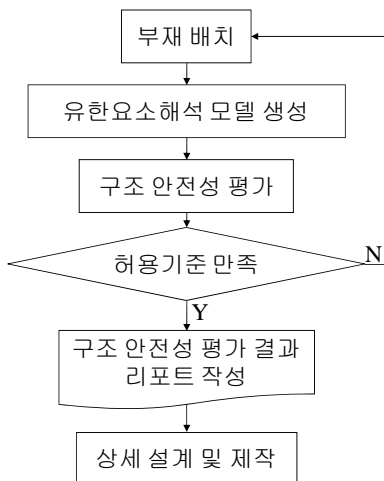 부재 배치
유한요소해석 모델 생성
구조 안전성 평가
허용기준 만족
N
Y
구조 안전성 평가 결과
리포트 작성
상세 설계 및 제작